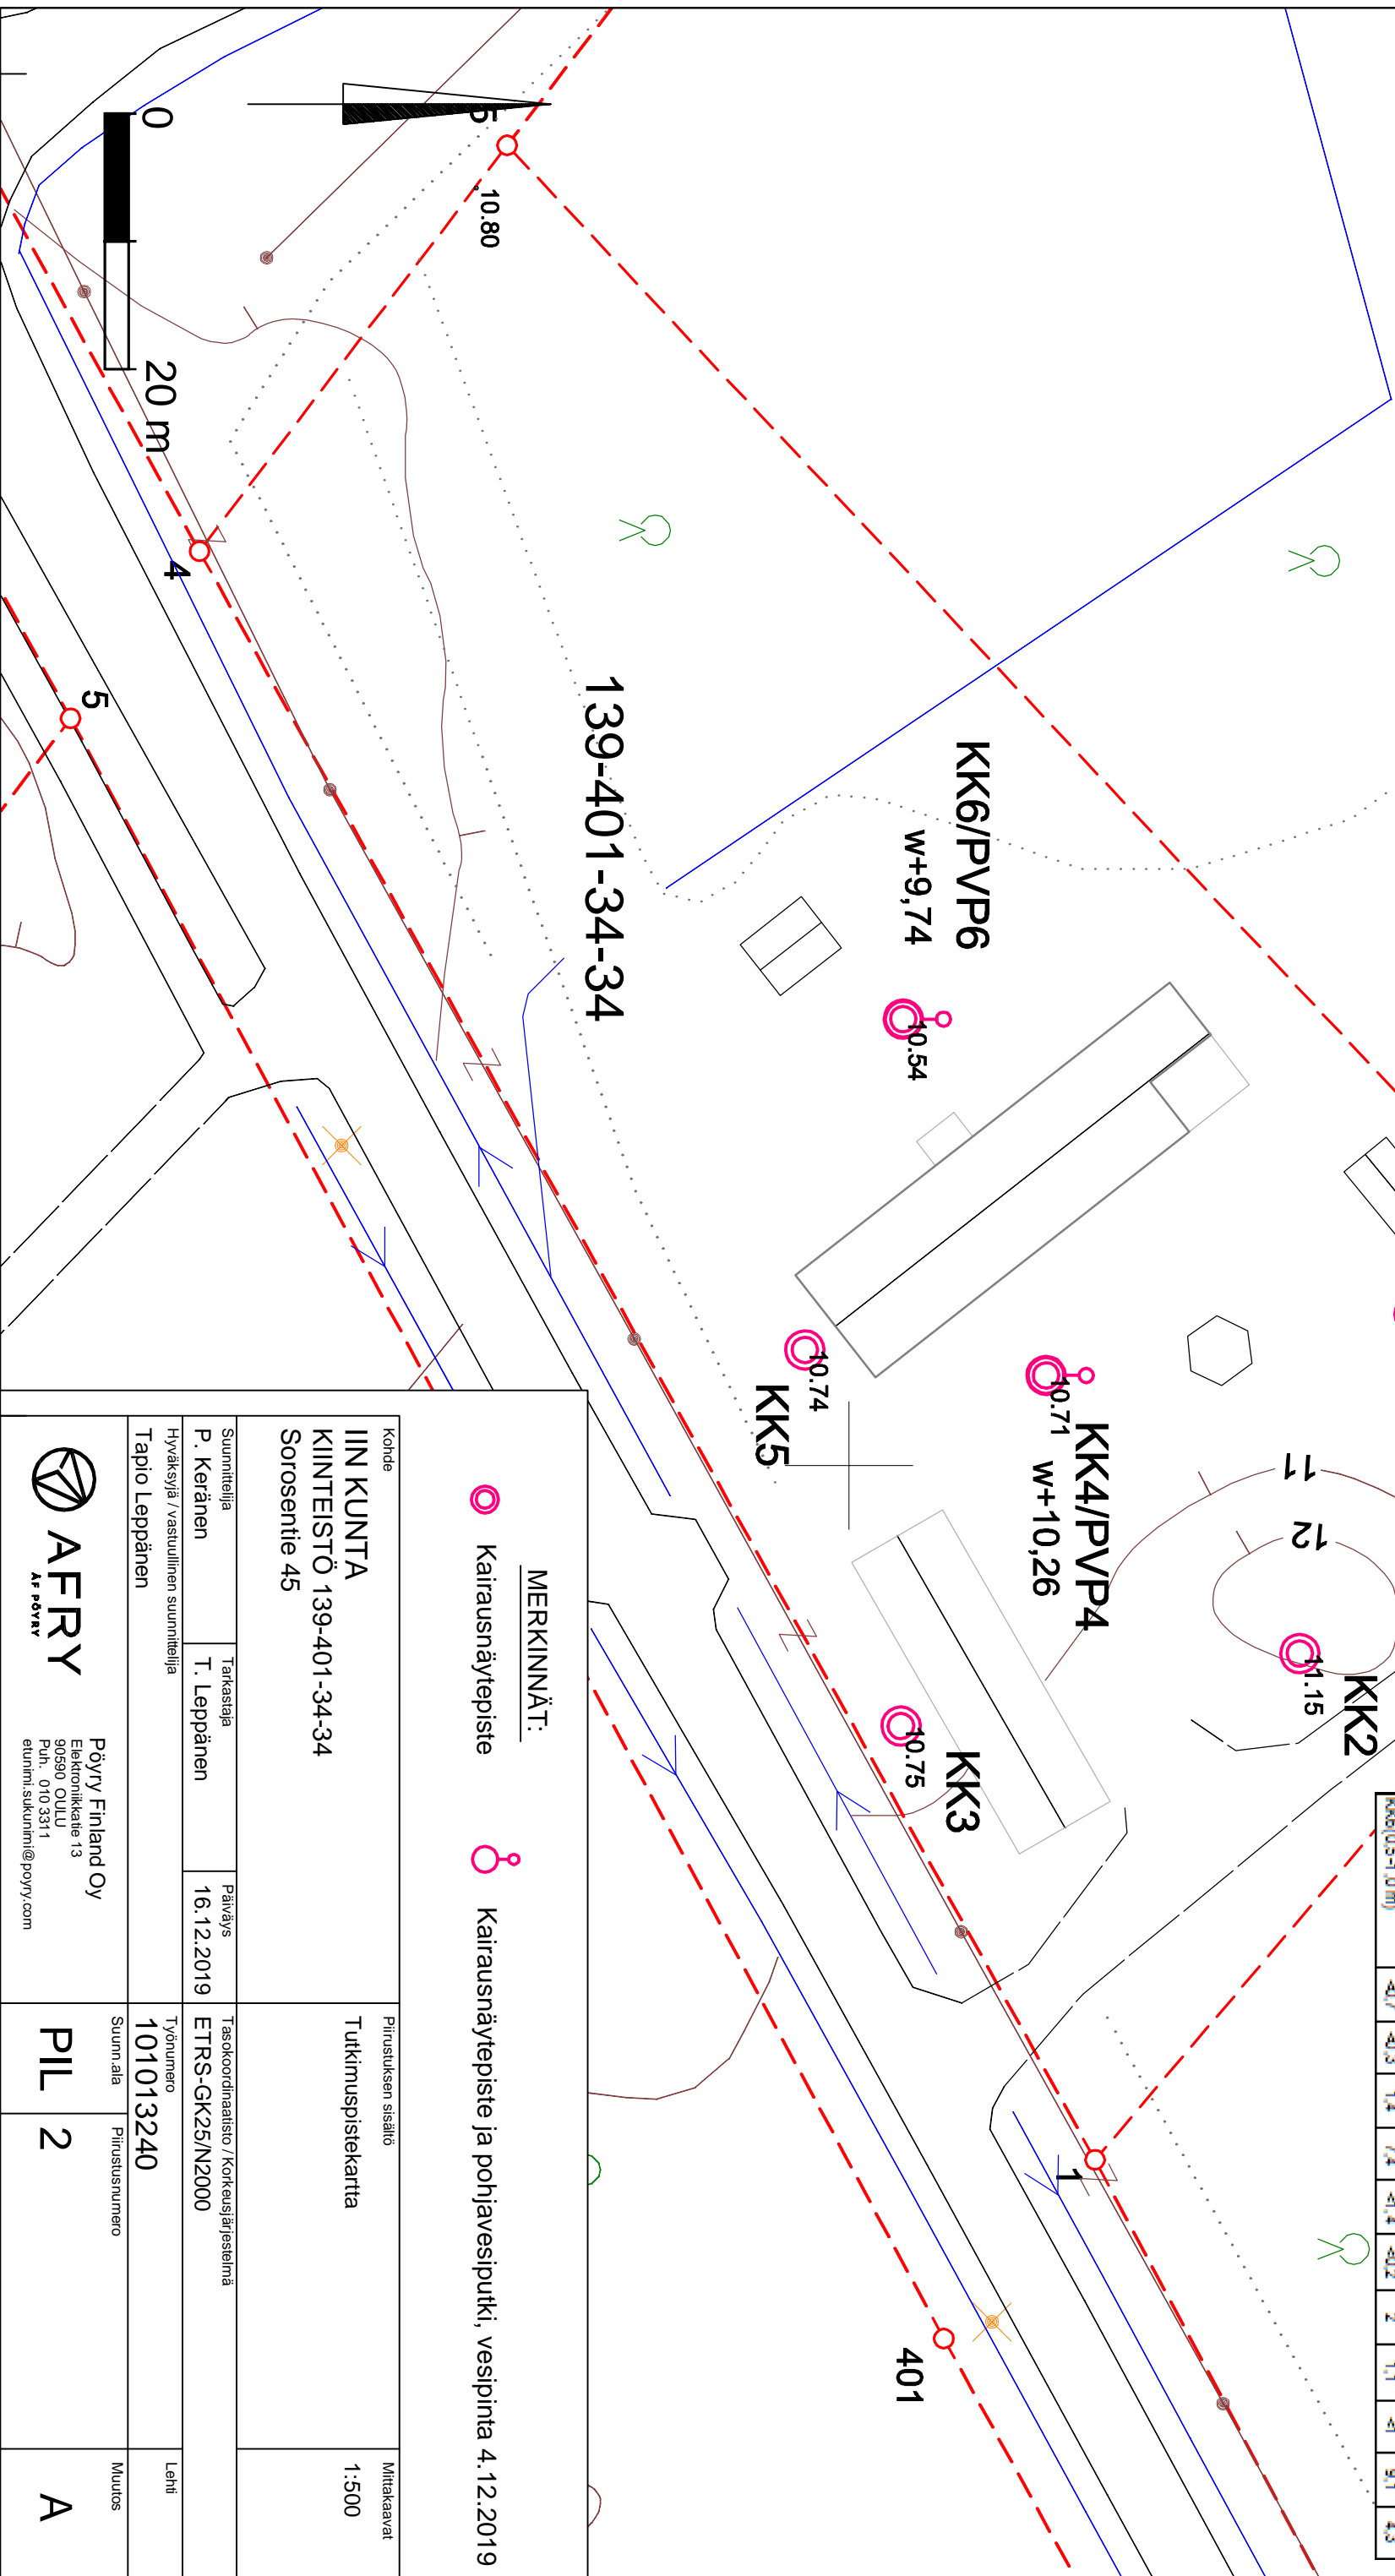 0
20 m
5
10.80
4
5
139-401-34-34
KK6/PVP6
w+9,74
10.54
10.74
KK5
KK4/PVP4
w+10,26
10.71
11
12
11.15
KK2
10.75
KK3
1
401
MERKINNÄT:
Kairausnäytepiste
Kairausnäytepiste ja pohjavesiputki, vesipinta 4.12.2019
Kohde
IIN KUNTA
KIINTEISTÖ 139-401-34-34
Sorosentie 45
Piirustuksen sisältö
Tutkimuspistekartta
Mittakaavat
1:500
Suunnittelija
P. Keränen
Tarkastaja
T. Leppänen
Päiväys
16.12.2019
Tasokoordinaatisto / Korkeusjärjestelmä
ETRS-GK25/N2000
Hyväksyjä / vastuullinen suunnittelija
Tapio Leppänen
Työnumero
101013240
Lehti
AFRY
ÅF PÖYRY
Pöyry Finland Oy
Elektroniikkatie 13
90590 OULU
Puh. 010 3311
etunimi.sukunimi@poyry.com
Suunn.ala
PIL
Piirustusnumero
2
Muutos
A